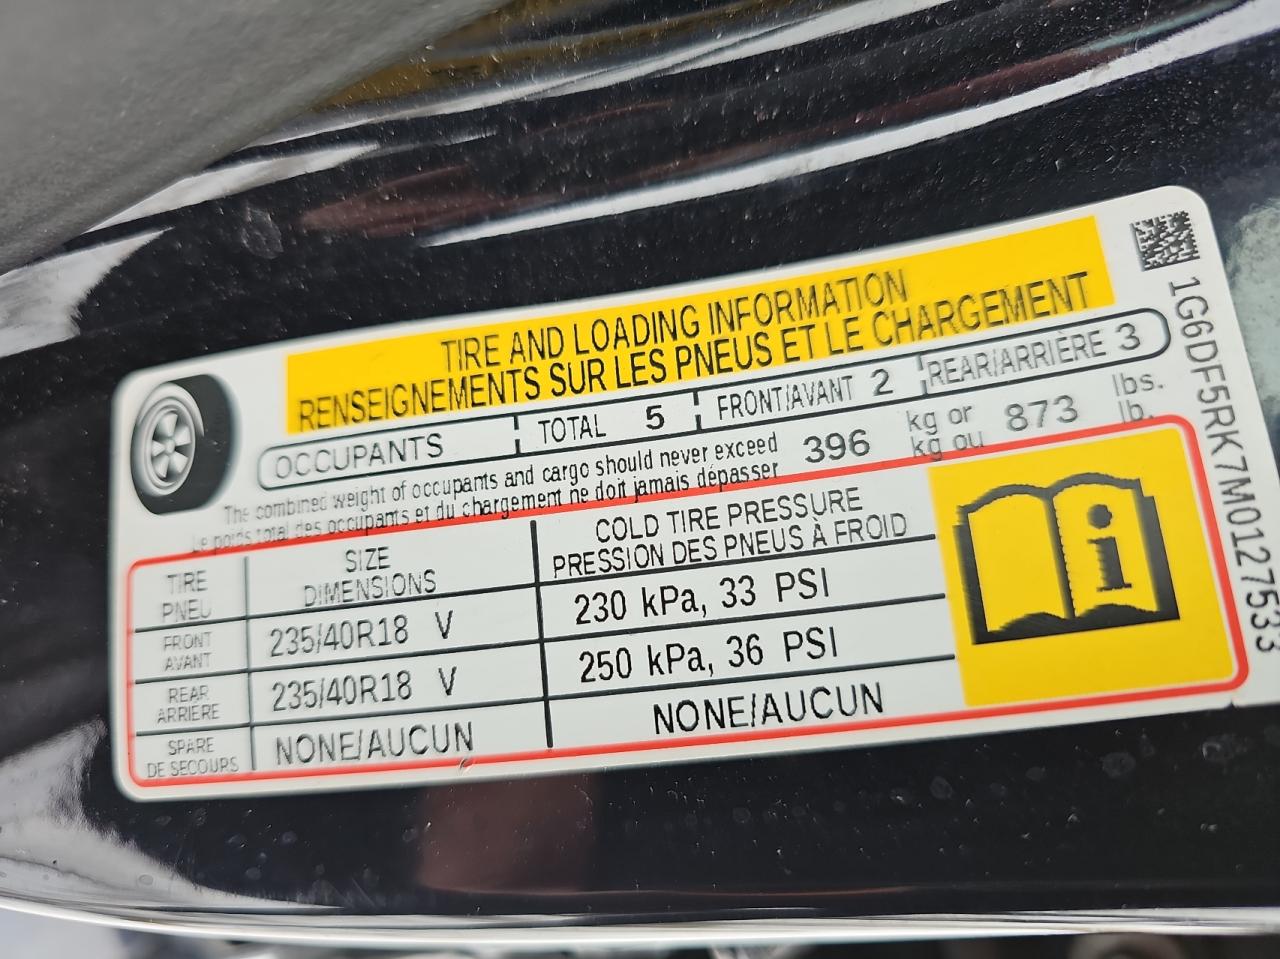 TIRE AND LOADING INFORMATION
RENSEIGNEMENTS SUR LES PNEUS ET LE CHARGEMENT
OCCUPANTS TOTAL 5 FRONT/AVANT 2 REAR/ARRIÈRE 3
The combined weight of occupants and cargo should never exceed 396 kg or 873 lbs.
Le poids total des occupants et du chargement ne doit jamais dépasser kg ou lb.
TIRE SIZE COLD TIRE PRESSURE
PNEU DIMENSIONS PRESSION DES PNEUS À FROID
FRONT AVANT 235/40R18 V 230 kPa, 33 PSI
REAR ARRIERE 235/40R18 V 250 kPa, 36 PSI
SPARE DE SECOURS NONE/AUCUN NONE/AUCUN
i
1G6DF5RK7M0127533